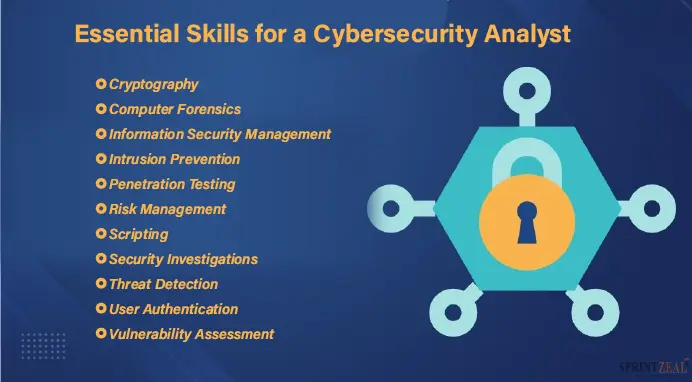 Essential Skills for a Cybersecurity Analyst
Cryptography
Computer Forensics
Information Security Management
Intrusion Prevention
Penetration Testing
Risk Management
Scripting
Security Investigations
Threat Detection
User Authentication
Vulnerability Assessment
SPRINTZEAL